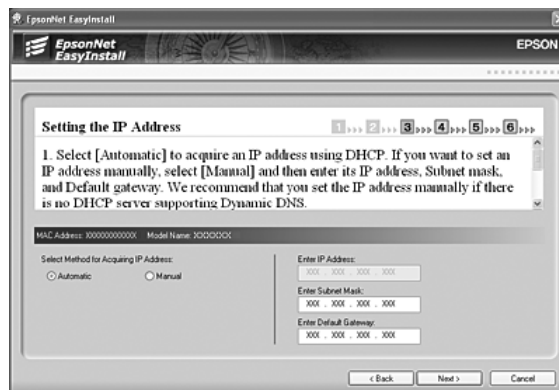 EpsonNet EasyInstall
EpsonNet
EasyInstall
EPSON
Setting the IP Address
1 >>> 2 >>> 3 >>> 4 >>> 5 >>> 6 >>>
1. Select [Automatic] to acquire an IP address using DHCP. If you want to set an
IP address manually, select [Manual] and then enter its IP address, Subnet mask,
and Default gateway. We recommend that you set the IP address manually if there
is no DHCP server supporting Dynamic DNS.
MAC Address: XXXXXXXXXXXX Model Name: XXXXXXX
Select Method for Acquiring IP Address:
Automatic
Manual
Enter IP Address:
XXX . XXX . XXX . XXX
Enter Subnet Mask:
XXX . XXX . XXX . XXX
Enter Default Gateway:
XXX . XXX . XXX . XXX
< Back
Next >
Cancel